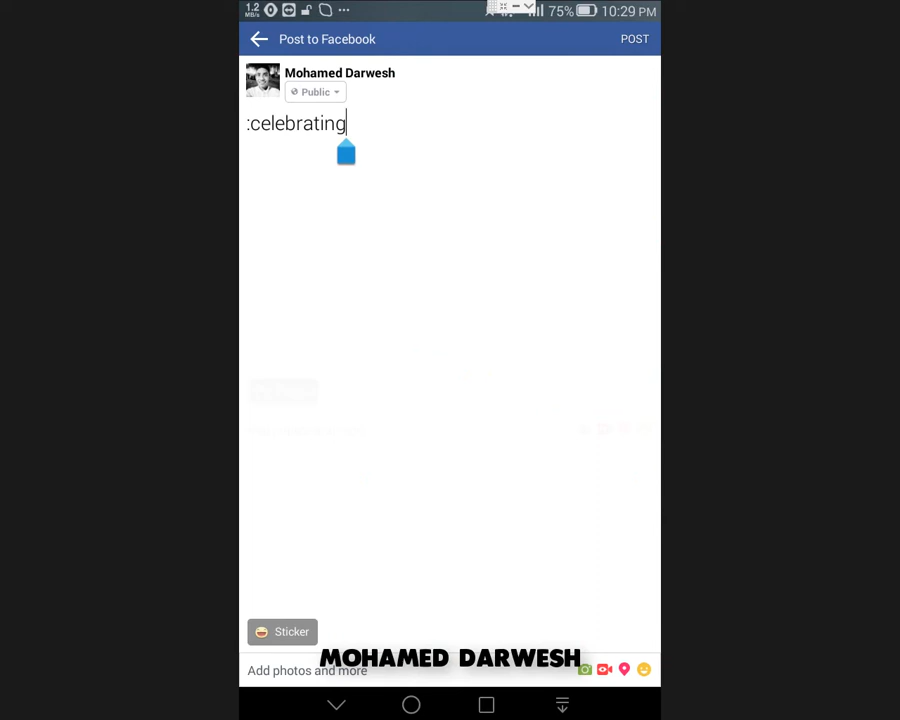 1.2
MB/s
75%
10:29 PM
Post to Facebook
POST
Mohamed Darwesh
Public
:celebrating
Sticker
MOHAMED DARWESH
Add photos and more